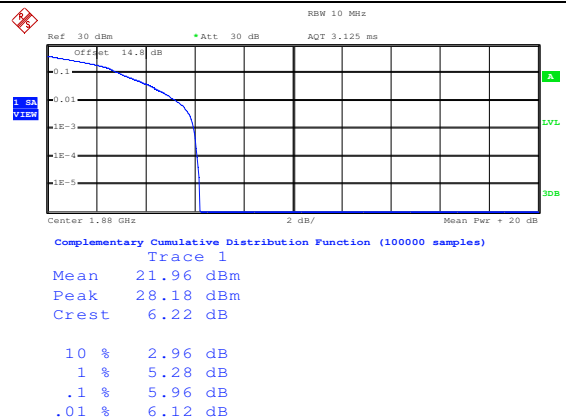 RBW 10 MHz
Ref 30 dBm *Att 30 dB AQT 3.125 ms
Offset 14.8 dB
0.1
A
1 SA
VIEW
0.01
LVL
1E-3
1E-4
1E-5
3DB
Center 1.88 GHz 2 dB/ Mean Pwr + 20 dB
Complementary Cumulative Distribution Function (100000 samples)
Trace 1
Mean 21.96 dBm
Peak 28.18 dBm
Crest 6.22 dB
10 % 2.96 dB
1 % 5.28 dB
.1 % 5.96 dB
.01 % 6.12 dB